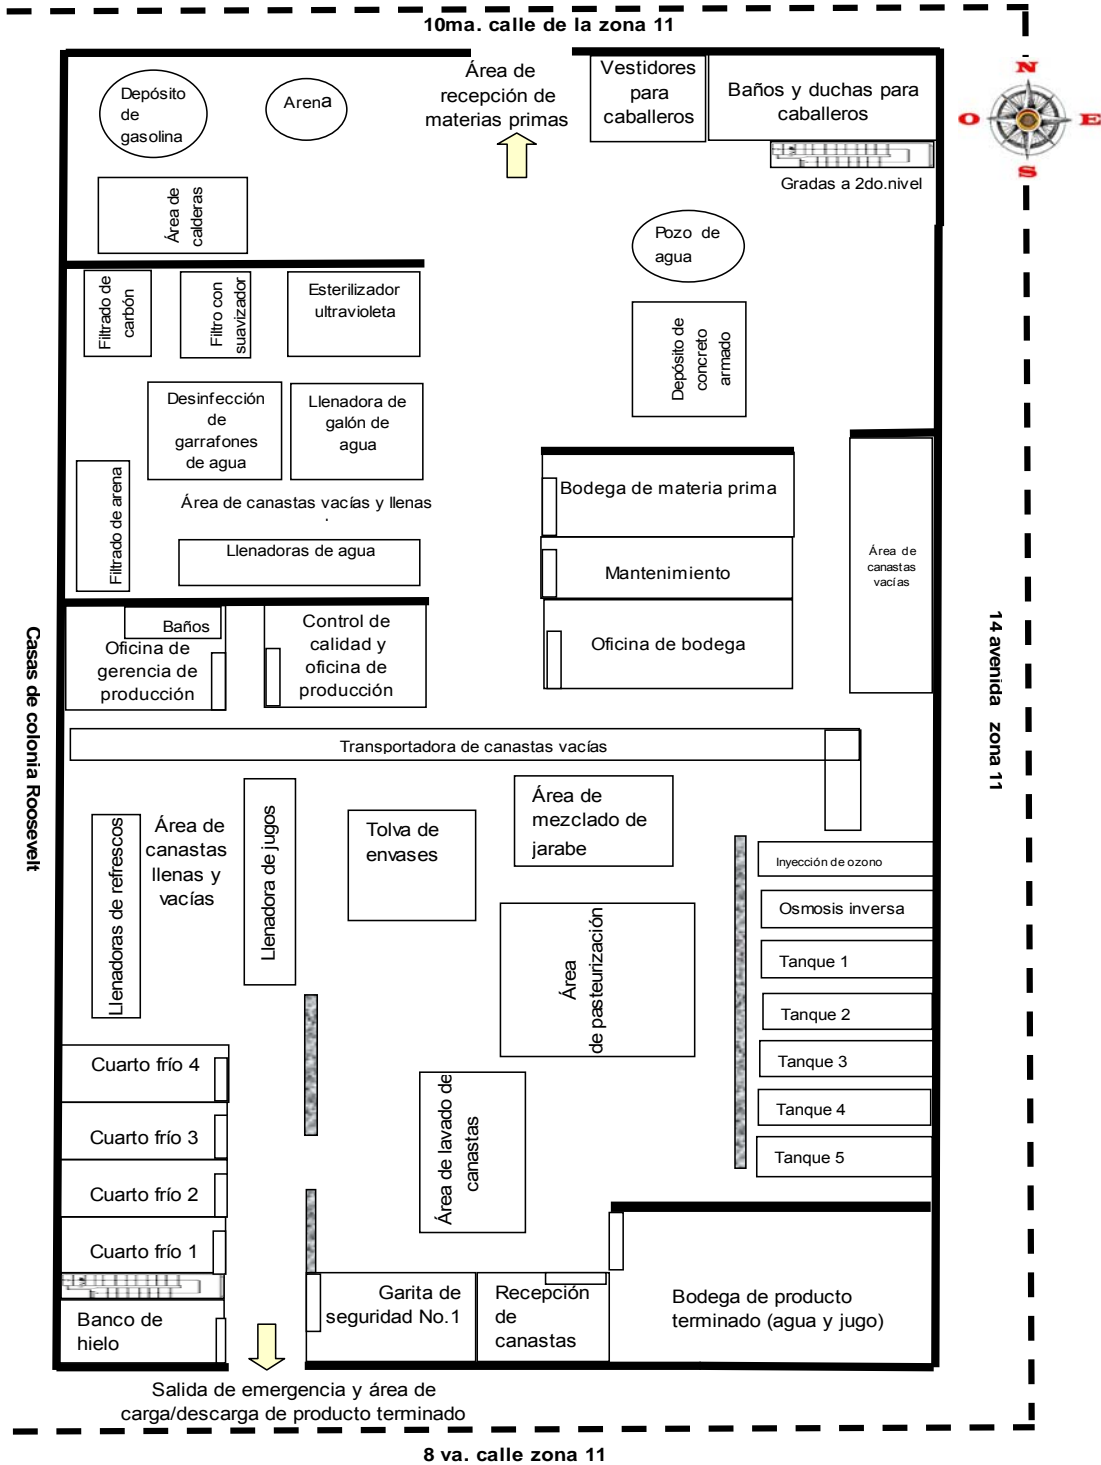 10ma. calle de la zona 11
N
O
E
S
Depósito
de
gasolina
Arena
Área de
recepción de
materias primas
Vestidores
para
caballeros
Baños y duchas para
caballeros
Gradas a 2do.nivel
Área de
calderas
Pozo de
agua
Filtrado de
carbón
Filtro con
suavizador
Esterilizador
ultravioleta
Depósito de
concreto
armado
Desinfección
de
garrafones
de agua
Llenadora de
galón de
agua
Filtrado de arena
Área de canastas vacías y llenas
.
Llenadoras de agua
Bodega de materia prima
Mantenimiento
Oficina de bodega
Área de
canastas
vacías
Baños
Oficina de
gerencia de
producción
Control de
calidad y
oficina de
producción
Casas de colonia Roosevelt
14 avenida zona 11
Transportadora de canastas vacías
Llenadoras de refrescos
Área de
canastas
llenas y
vacías
Llenadora de jugos
Tolva de
envases
Área de
mezclado de
jarabe
Área
de pasteurización
Inyección de ozono
Osmosis inversa
Tanque 1
Tanque 2
Tanque 3
Tanque 4
Tanque 5
Cuarto frío 4
Cuarto frío 3
Cuarto frío 2
Cuarto frío 1
Área de lavado de
canastas
Banco de
hielo
Garita de
seguridad No.1
Recepción
de
canastas
Bodega de producto
terminado (agua y jugo)
Salida de emergencia y área de
carga/descarga de producto terminado
8 va. calle zona 11